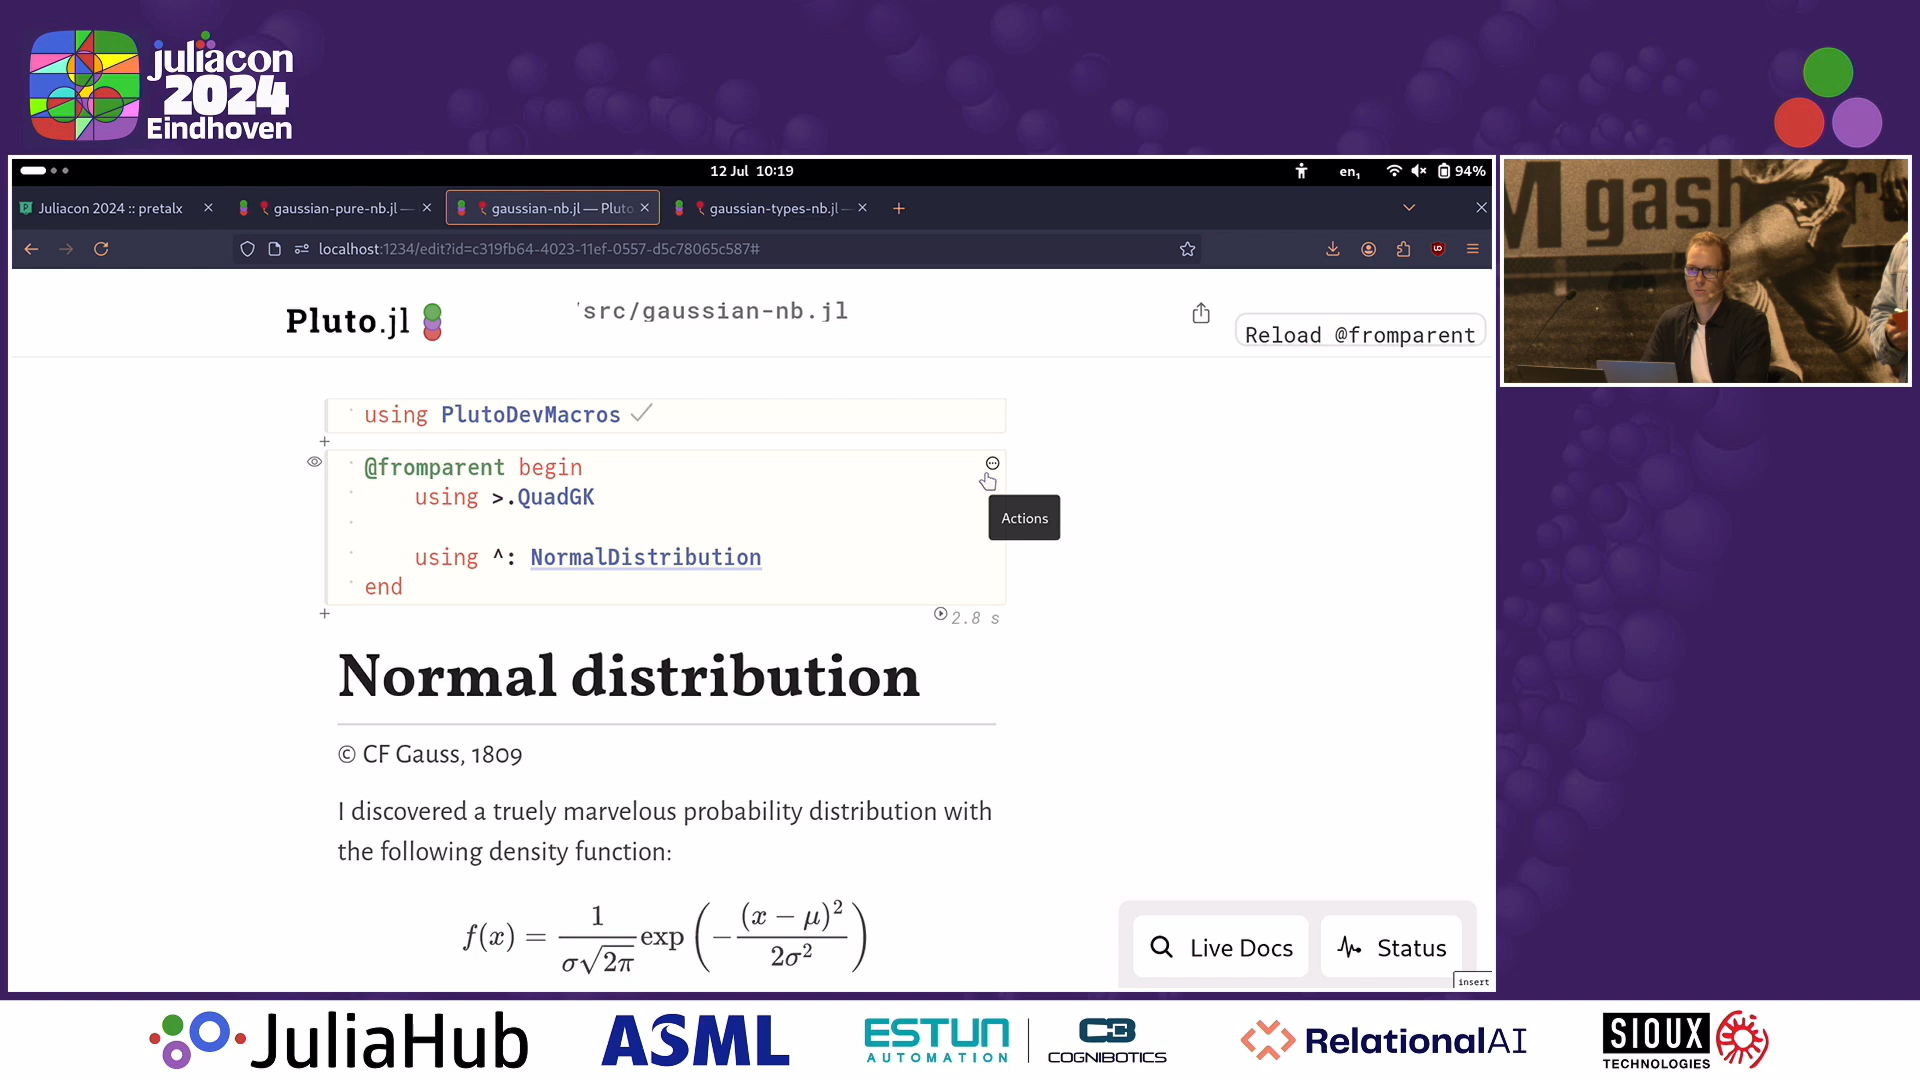 juliacon
2024
Eindhoven
12 Jul 10:19
en1
94%
Juliacon 2024 :: pretalx
gaussian-pure-nb.jl —
gaussian-nb.jl — Pluto
gaussian-types-nb.jl —
localhost:1234/edit?id=c319fb64-4023-11ef-0557-d5c78065c587#
Pluto.jl
/src/gaussian-nb.jl
Reload @fromparent
using PlutoDevMacros
@fromparent begin
using >.QuadGK
using ^: NormalDistribution
end
Actions
2.8 s
Normal distribution
© CF Gauss, 1809
I discovered a truely marvelous probability distribution with
the following density function:
f(x) = 1/(σ√2π) exp(−(x − μ)²/(2σ²))
Live Docs
Status
insert
M gash
JuliaHub
ASML
ESTUN
AUTOMATION
COGNIBOTICS
RelationalAI
SIOUX
TECHNOLOGIES